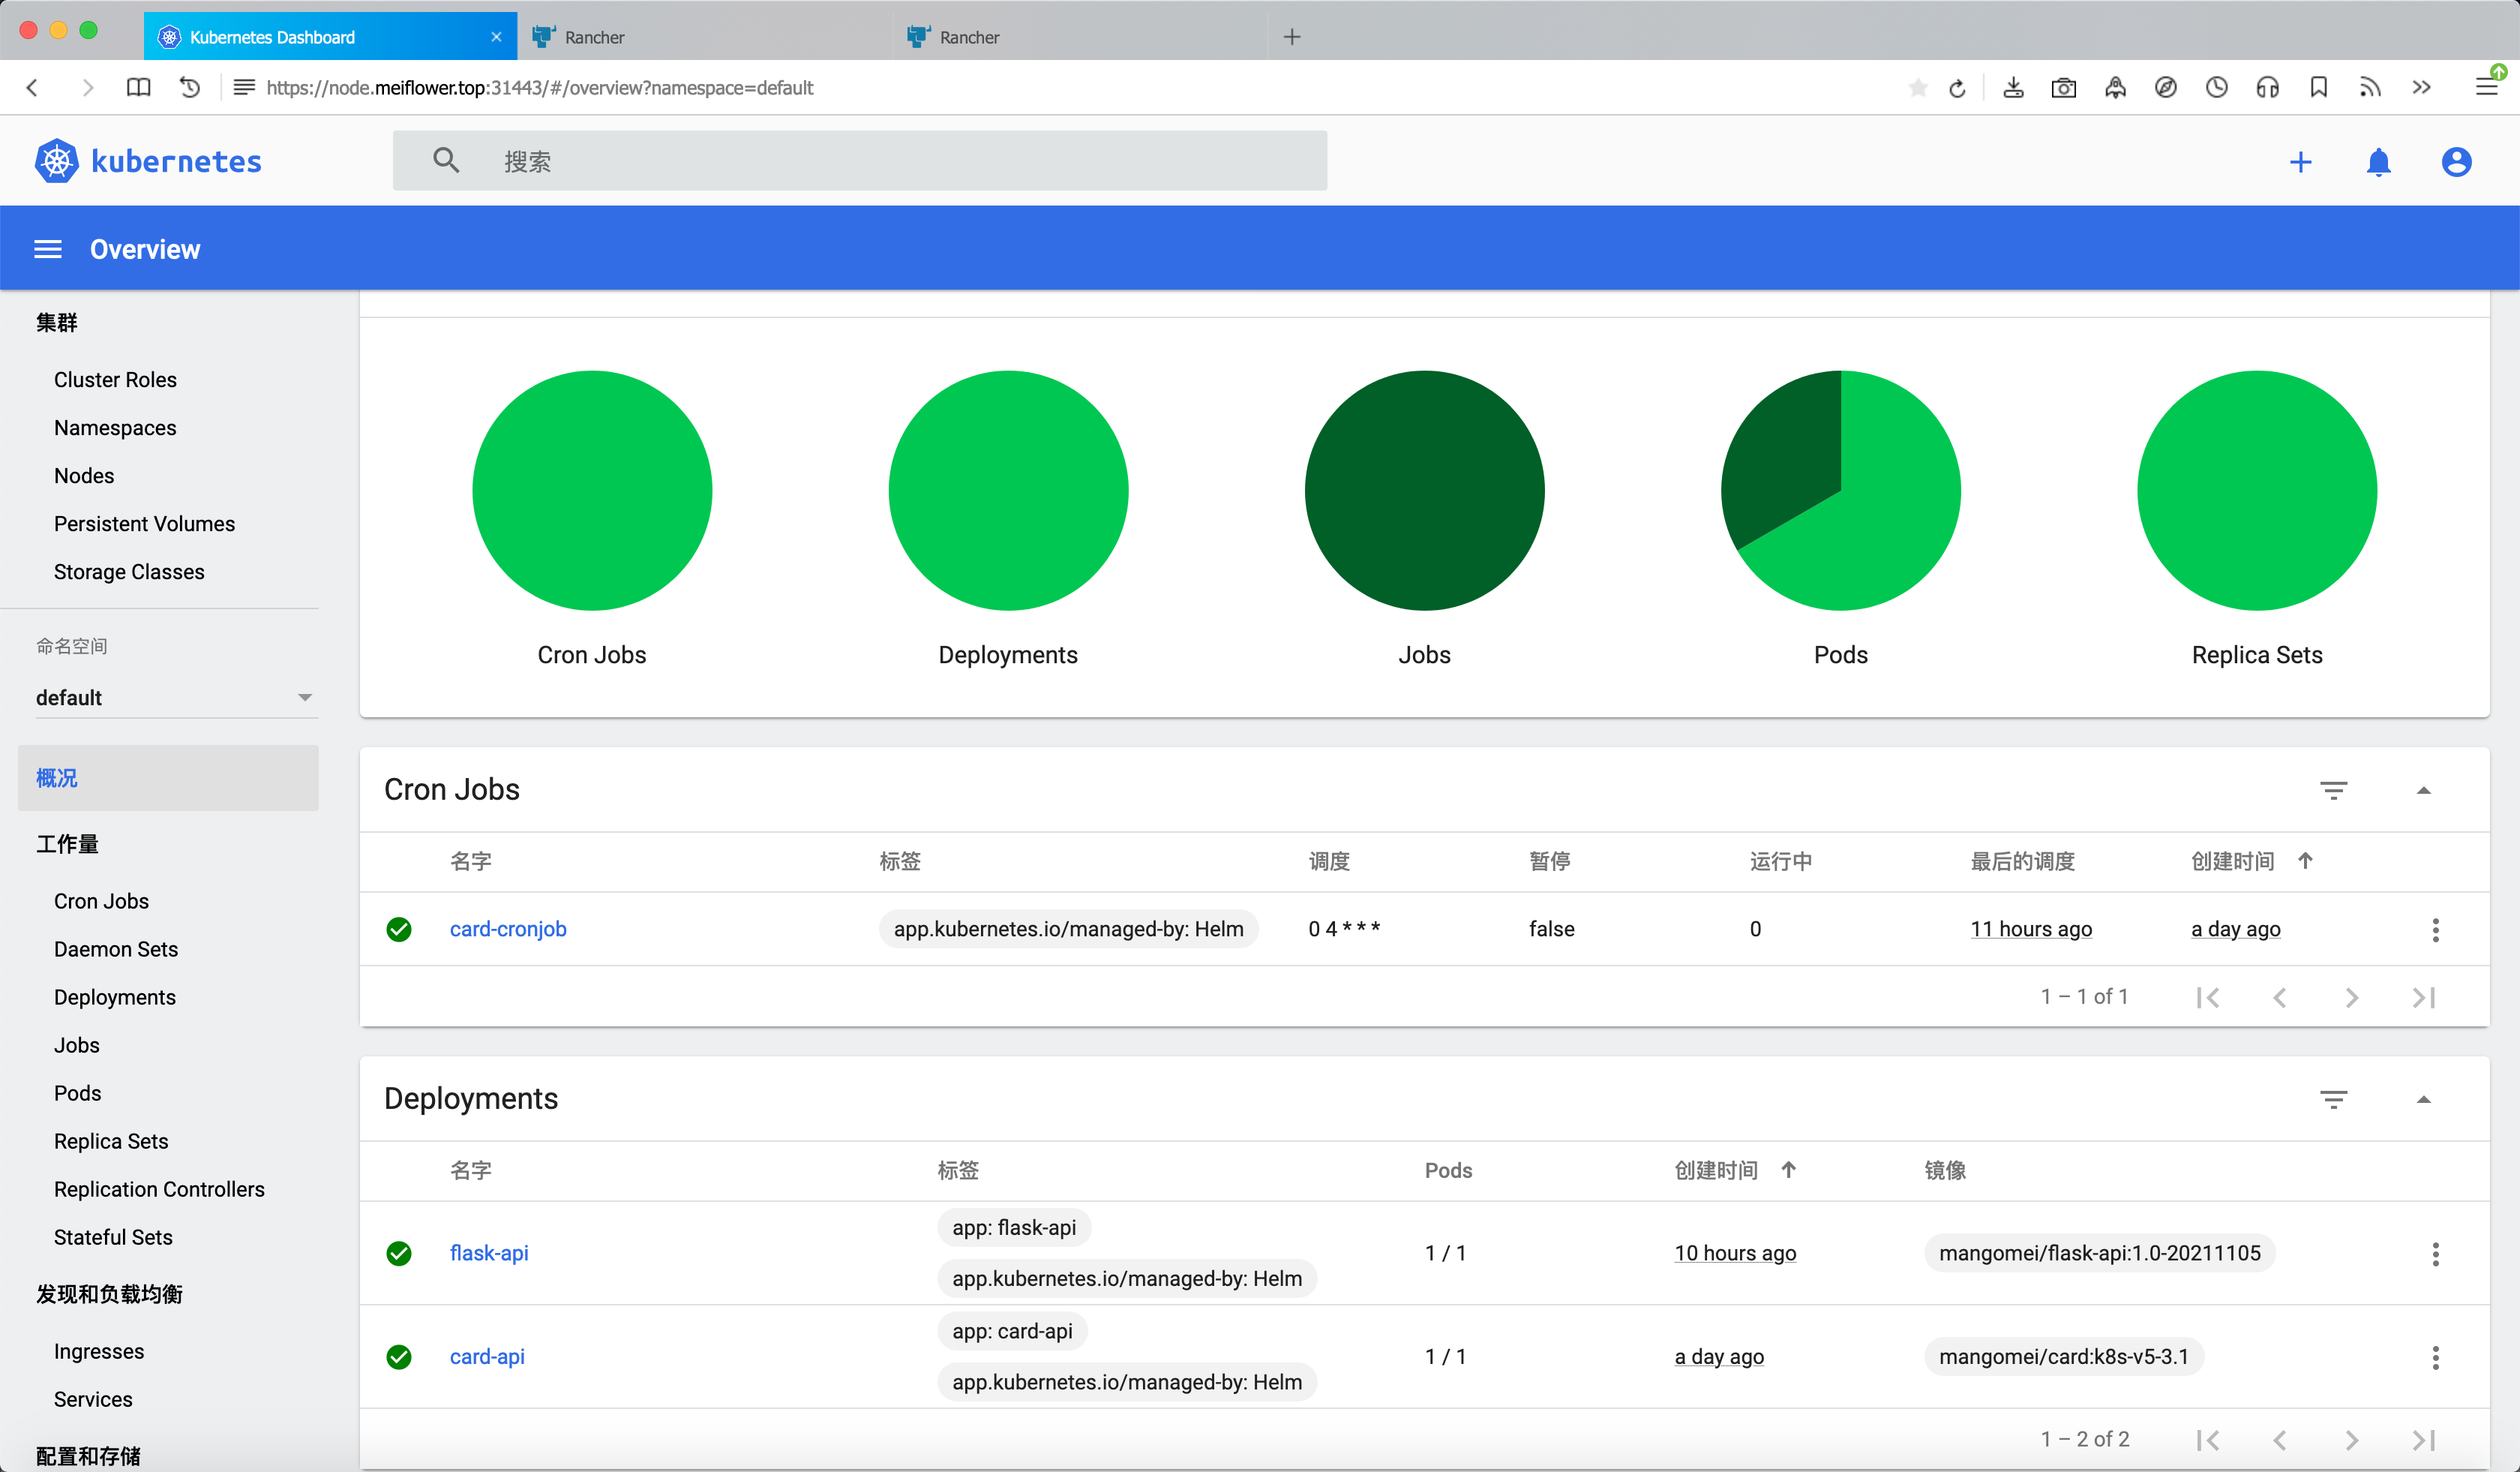 Kubernetes Dashboard
Rancher
Rancher
https://node.meiflower.top:31443/#/overview?namespace=default
kubernetes
搜索
Overview
集群
Cluster Roles
Namespaces
Nodes
Persistent Volumes
Storage Classes
命名空间
default
概况
工作量
Cron Jobs
Daemon Sets
Deployments
Jobs
Pods
Replica Sets
Replication Controllers
Stateful Sets
发现和负载均衡
Ingresses
Services
配置和存储
Cron Jobs
Deployments
Jobs
Pods
Replica Sets
Cron Jobs
名字 标签 调度 暂停 运行中 最后的调度 创建时间
card-cronjob app.kubernetes.io/managed-by: Helm 0 4 * * * false 0 11 hours ago a day ago
1 – 1 of 1
Deployments
名字 标签 Pods 创建时间 镜像
app: flask-api
flask-api 1 / 1 10 hours ago mangomei/flask-api:1.0-20211105
app.kubernetes.io/managed-by: Helm
app: card-api
card-api 1 / 1 a day ago mangomei/card:k8s-v5-3.1
app.kubernetes.io/managed-by: Helm
1 – 2 of 2